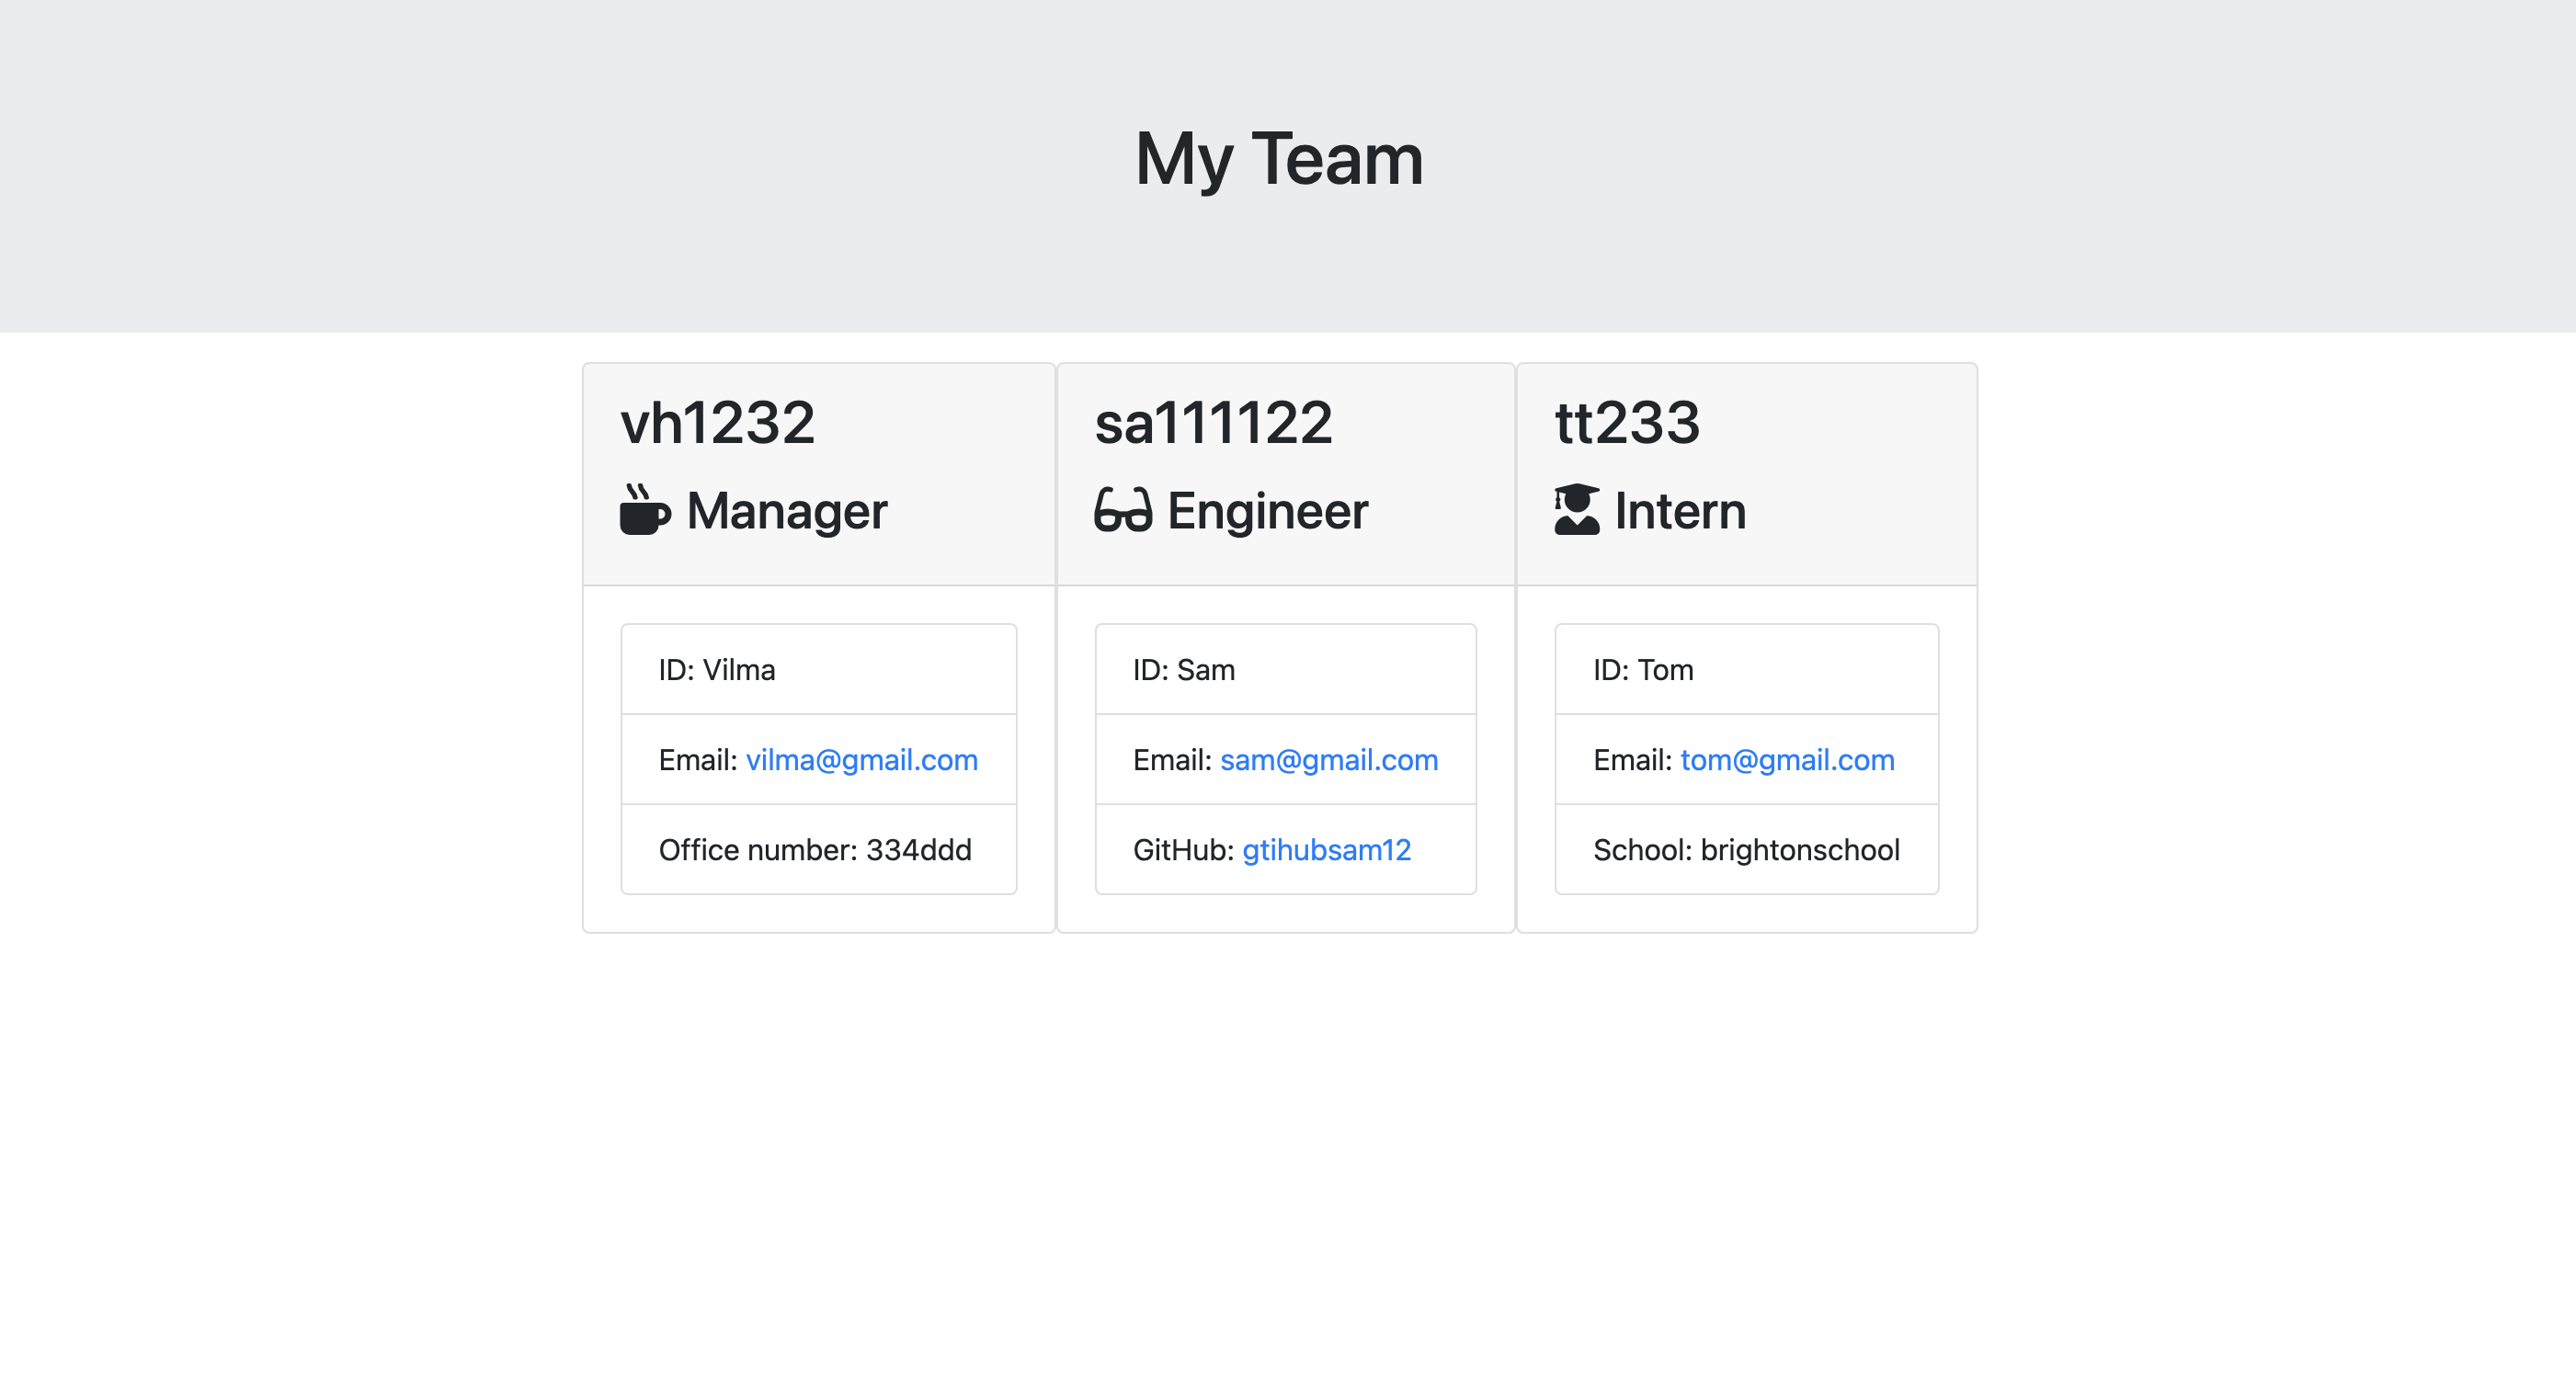 My Team
vh1232
Manager
ID: Vilma
Email: vilma@gmail.com
Office number: 334ddd
sa111122
Engineer
ID: Sam
Email: sam@gmail.com
GitHub: gtihubsam12
tt233
Intern
ID: Tom
Email: tom@gmail.com
School: brightonschool